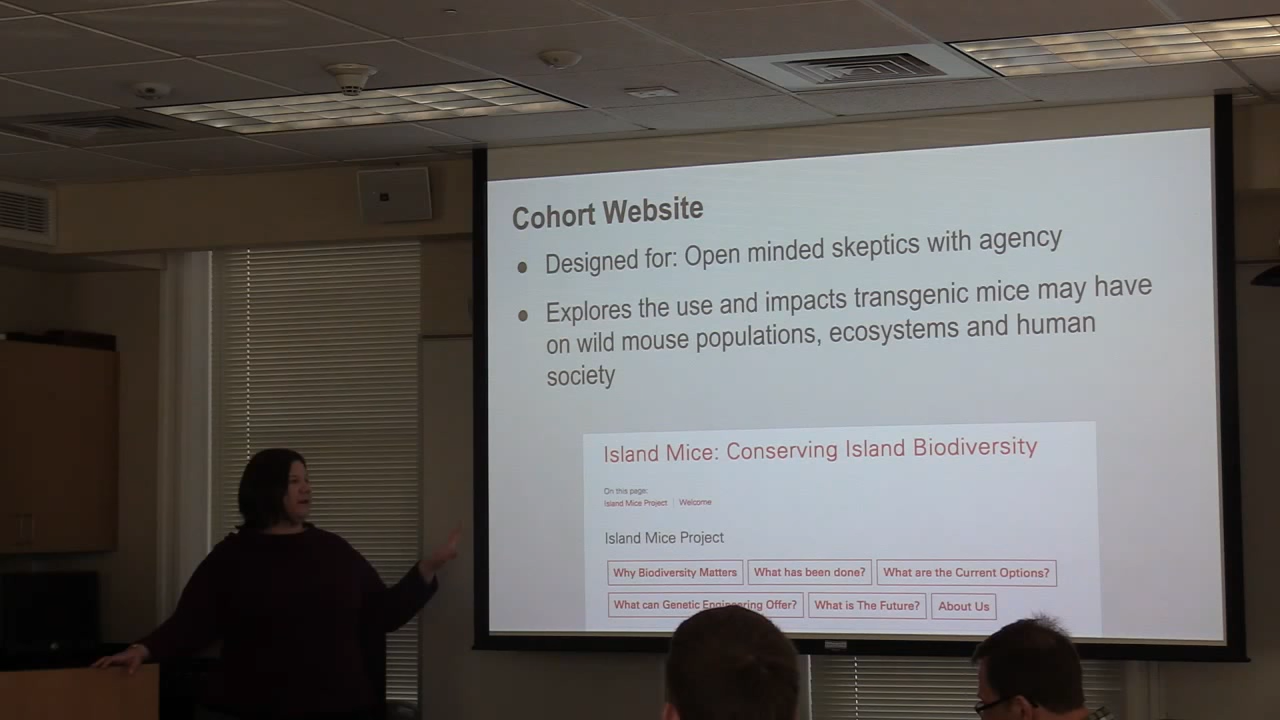 Cohort Website
● Designed for: Open minded skeptics with agency
● Explores the use and impacts transgenic mice may have
on wild mouse populations, ecosystems and human
society
Island Mice: Conserving Island Biodiversity
On this page:
Island Mice Project | Welcome
Island Mice Project
Why Biodiversity Matters What has been done? What are the Current Options?
What can Genetic Engineering Offer? What is The Future? About Us